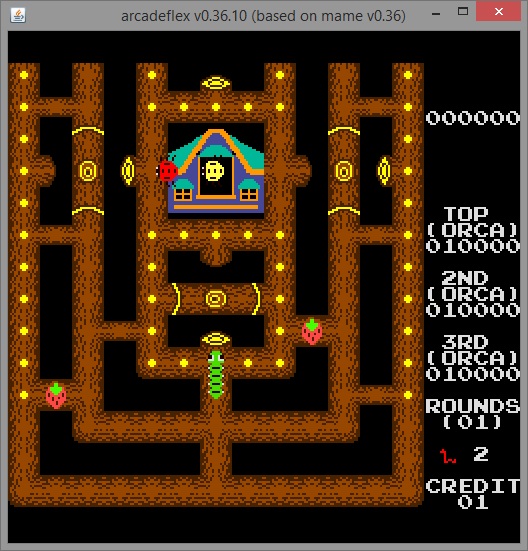 arcadeflex v0.36.10 (based on mame v0.36)
000000
TOP
(ORCA)
010000
2ND
(ORCA)
010000
3RD
(ORCA)
010000
ROUNDS
(01)
2
CREDIT
01